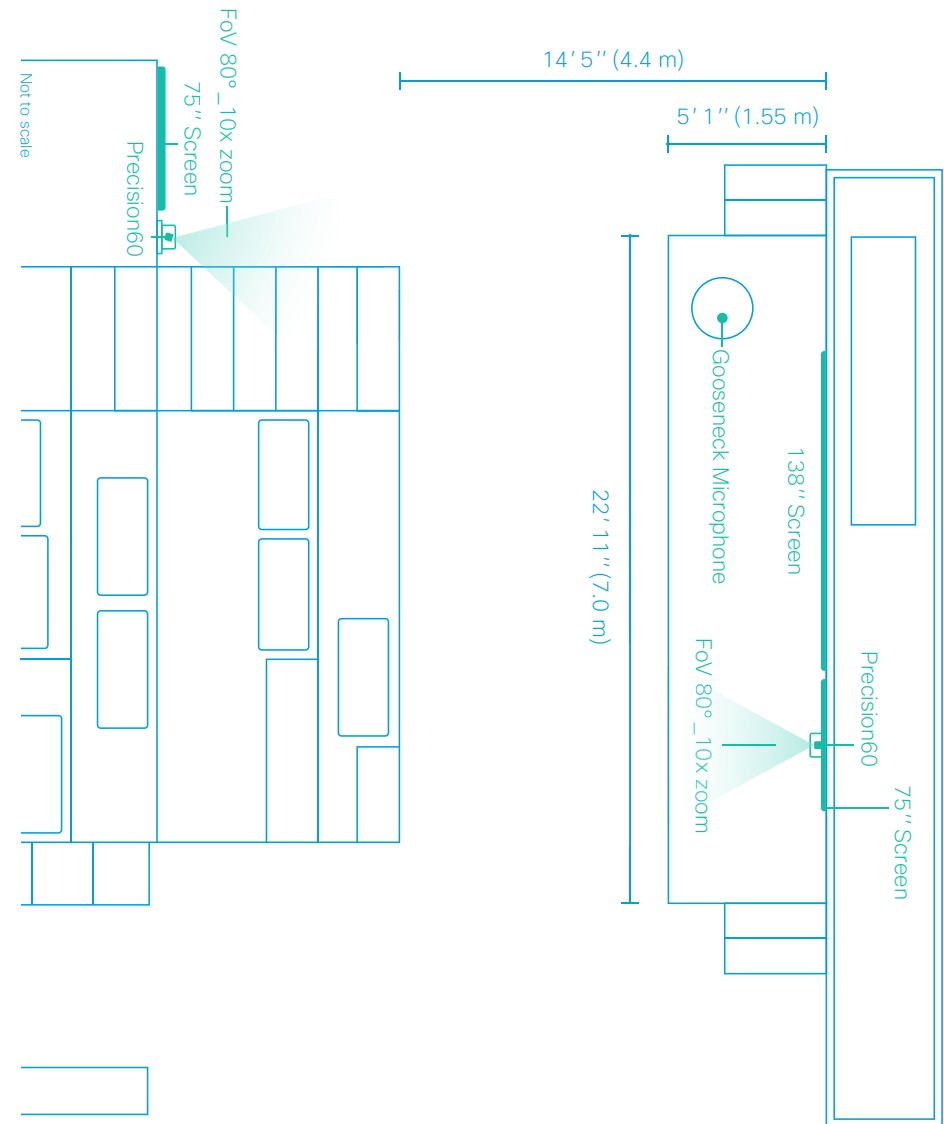 14'5'' (4.4 m)
5'1'' (1.55 m)
FoV 80° _10x zoom
75'' Screen
Precision60
Not to scale
Gooseneck Microphone
138'' Screen
22'11'' (7.0 m)
FoV 80° _10x zoom
Precision60
75'' Screen